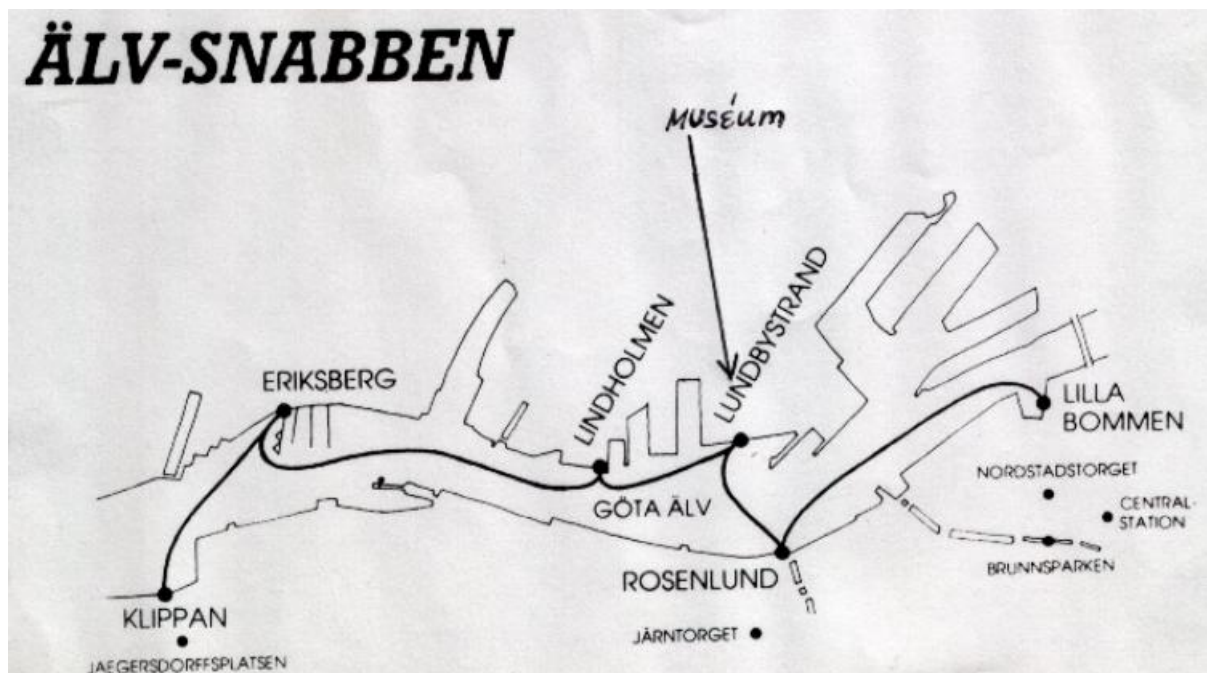 ÄLV-SNABBEN
Muséum
LUNDBYSTRAND
LINDHOLMEN
ERIKSBERG
LILLA
BOMMEN
NORDSTADSTORGET
GÖTA ÄLV
CENTRAL-
STATION
BRUNNSPARKEN
ROSENLUND
KLIPPAN
JÄRNTORGET
JAEGERSDORFFSPLATSEN